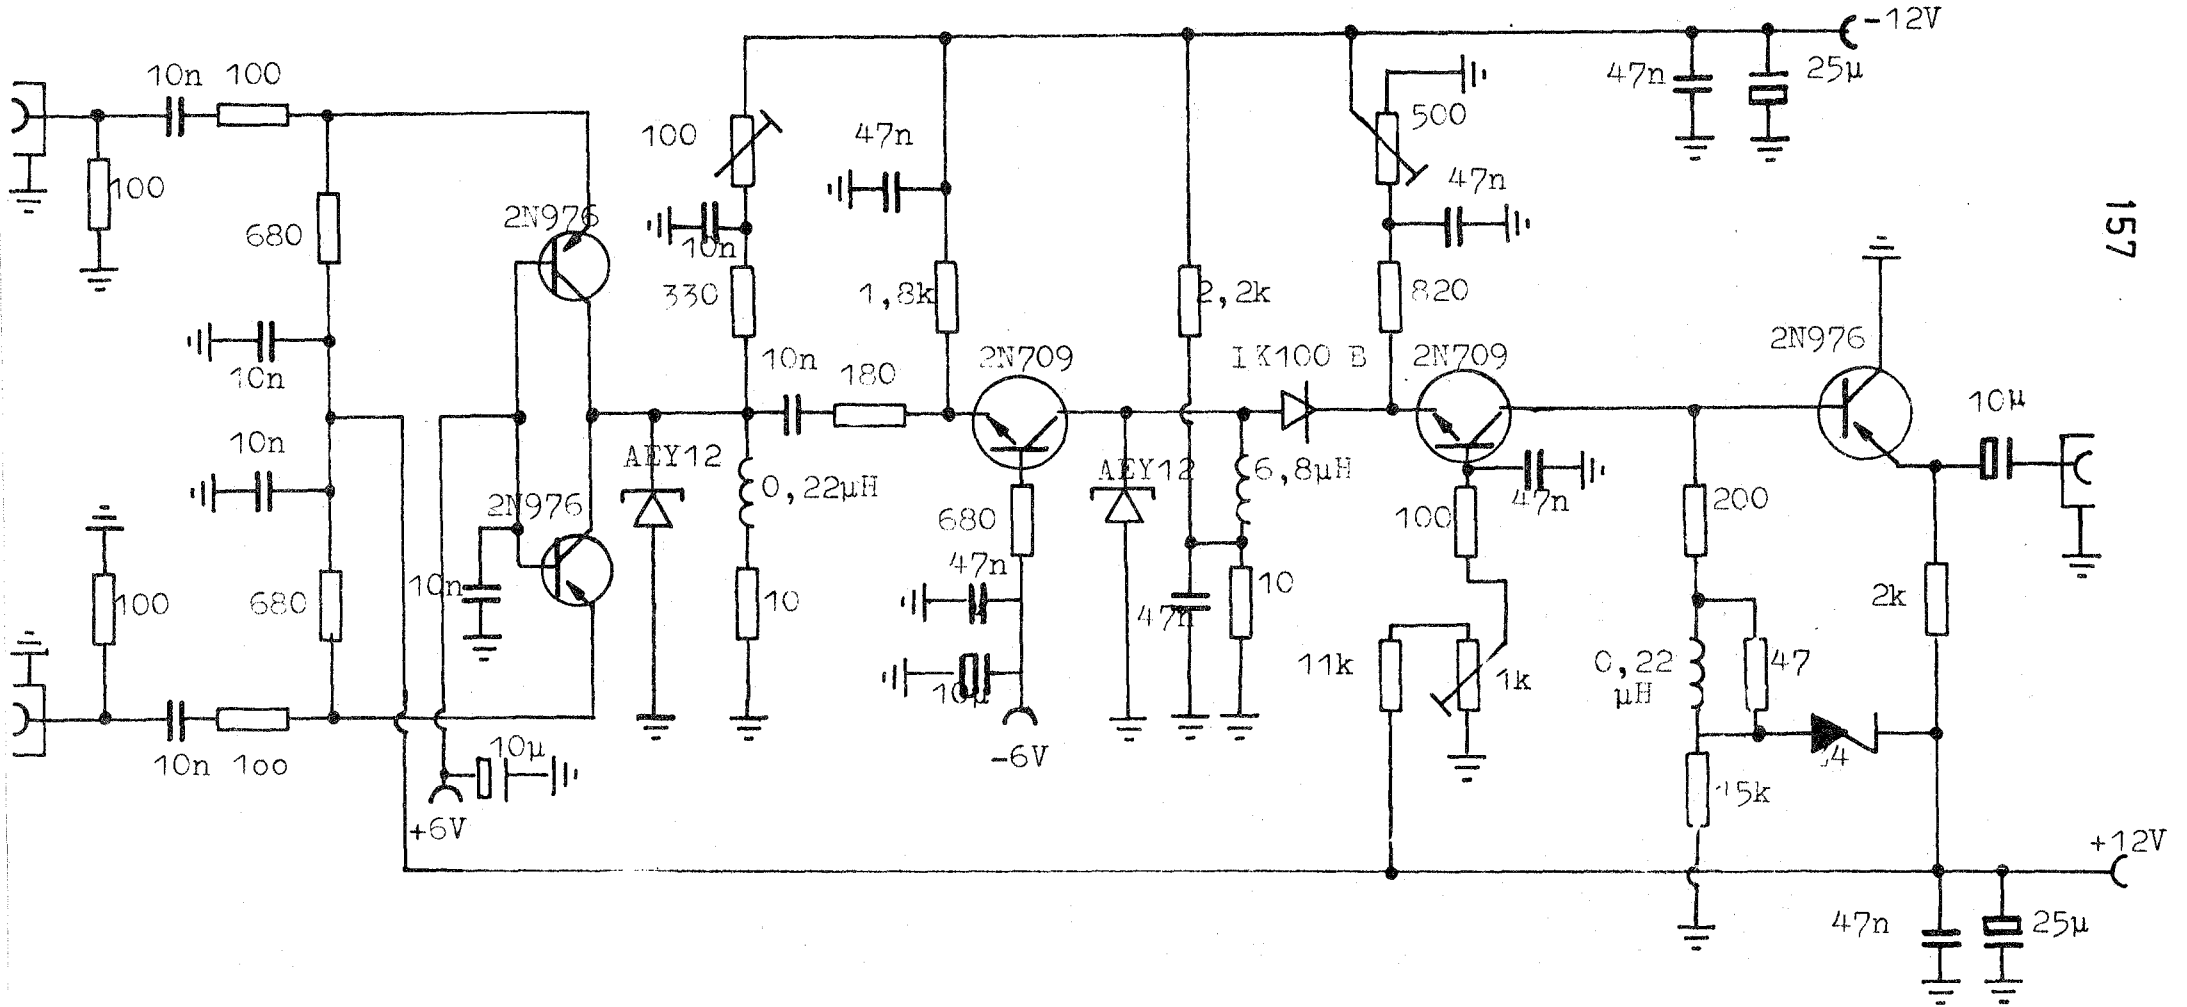 -12V
10n 100
47n
25µ
100
500
100
47n
47n
157
2N976
680
10n
330
1,8k
2,2k
820
10n
180
2N709
1K100 B
2N709
2N976
10n
10n
10µ
AEY12
0,22µH
AEY12
6,8µH
2N976
680
100
47n
200
47n
10n
10
10
2k
100
680
47n
10µ
11k
1k
0,22
µH
47
10n 100
10µ
-6V
15k
+6V
+12V
47n
25µ